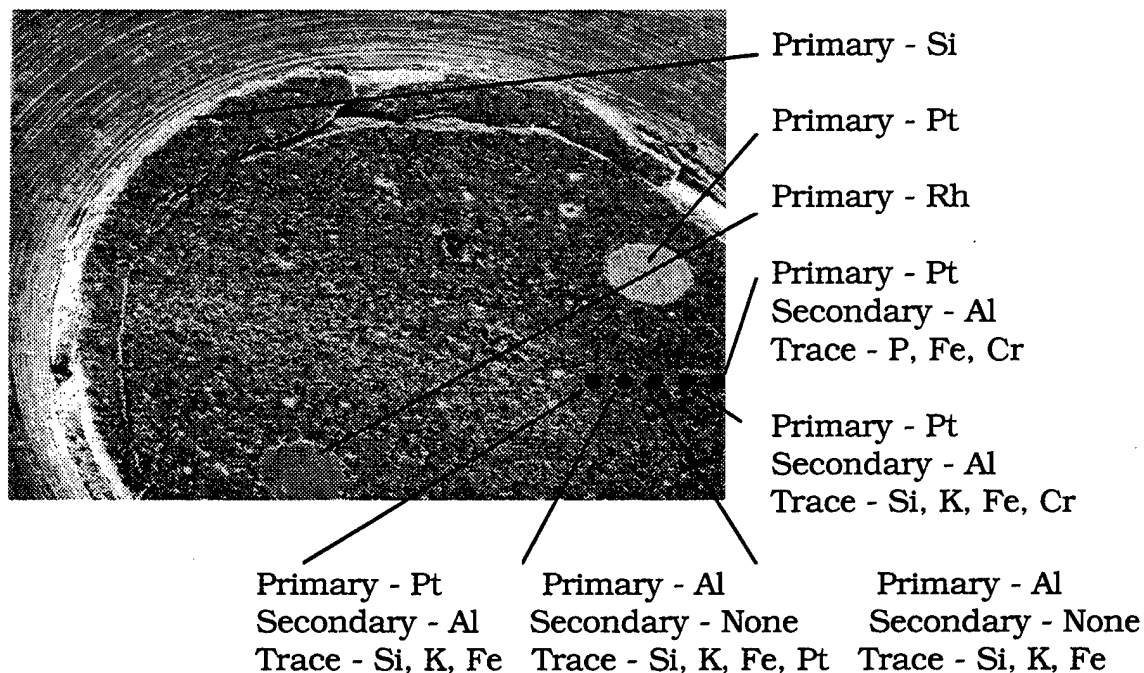 Primary - Si
Primary - Pt
Primary - Rh
Primary - Pt
Secondary - Al
Trace - P, Fe, Cr
Primary - Pt
Secondary - Al
Trace - Si, K, Fe, Cr
Primary - Pt
Secondary - Al
Trace - Si, K, Fe
Primary - Al
Secondary - None
Trace - Si, K, Fe, Pt
Primary - Al
Secondary - None
Trace - Si, K, Fe